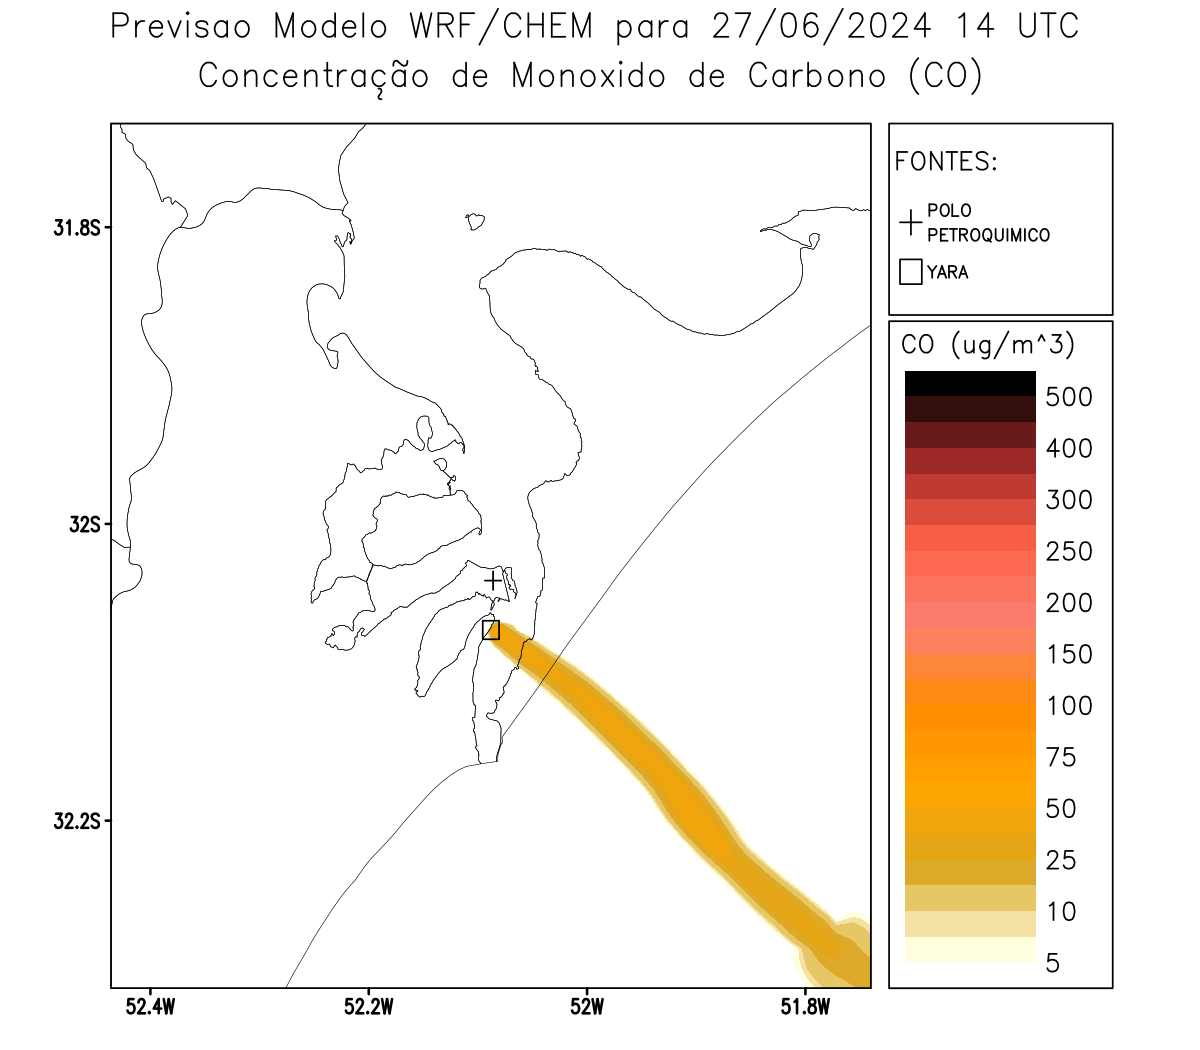 Previsao Modelo WRF/CHEM para 27/06/2024 14 UTC
Concentração de Monoxido de Carbono (CO)
FONTES:
POLO
PETROQUIMICO
YARA
CO (ug/m^3)
500
400
300
250
200
150
100
75
50
25
10
5
31.8S
32S
32.2S
52.4W
52.2W
52W
51.8W